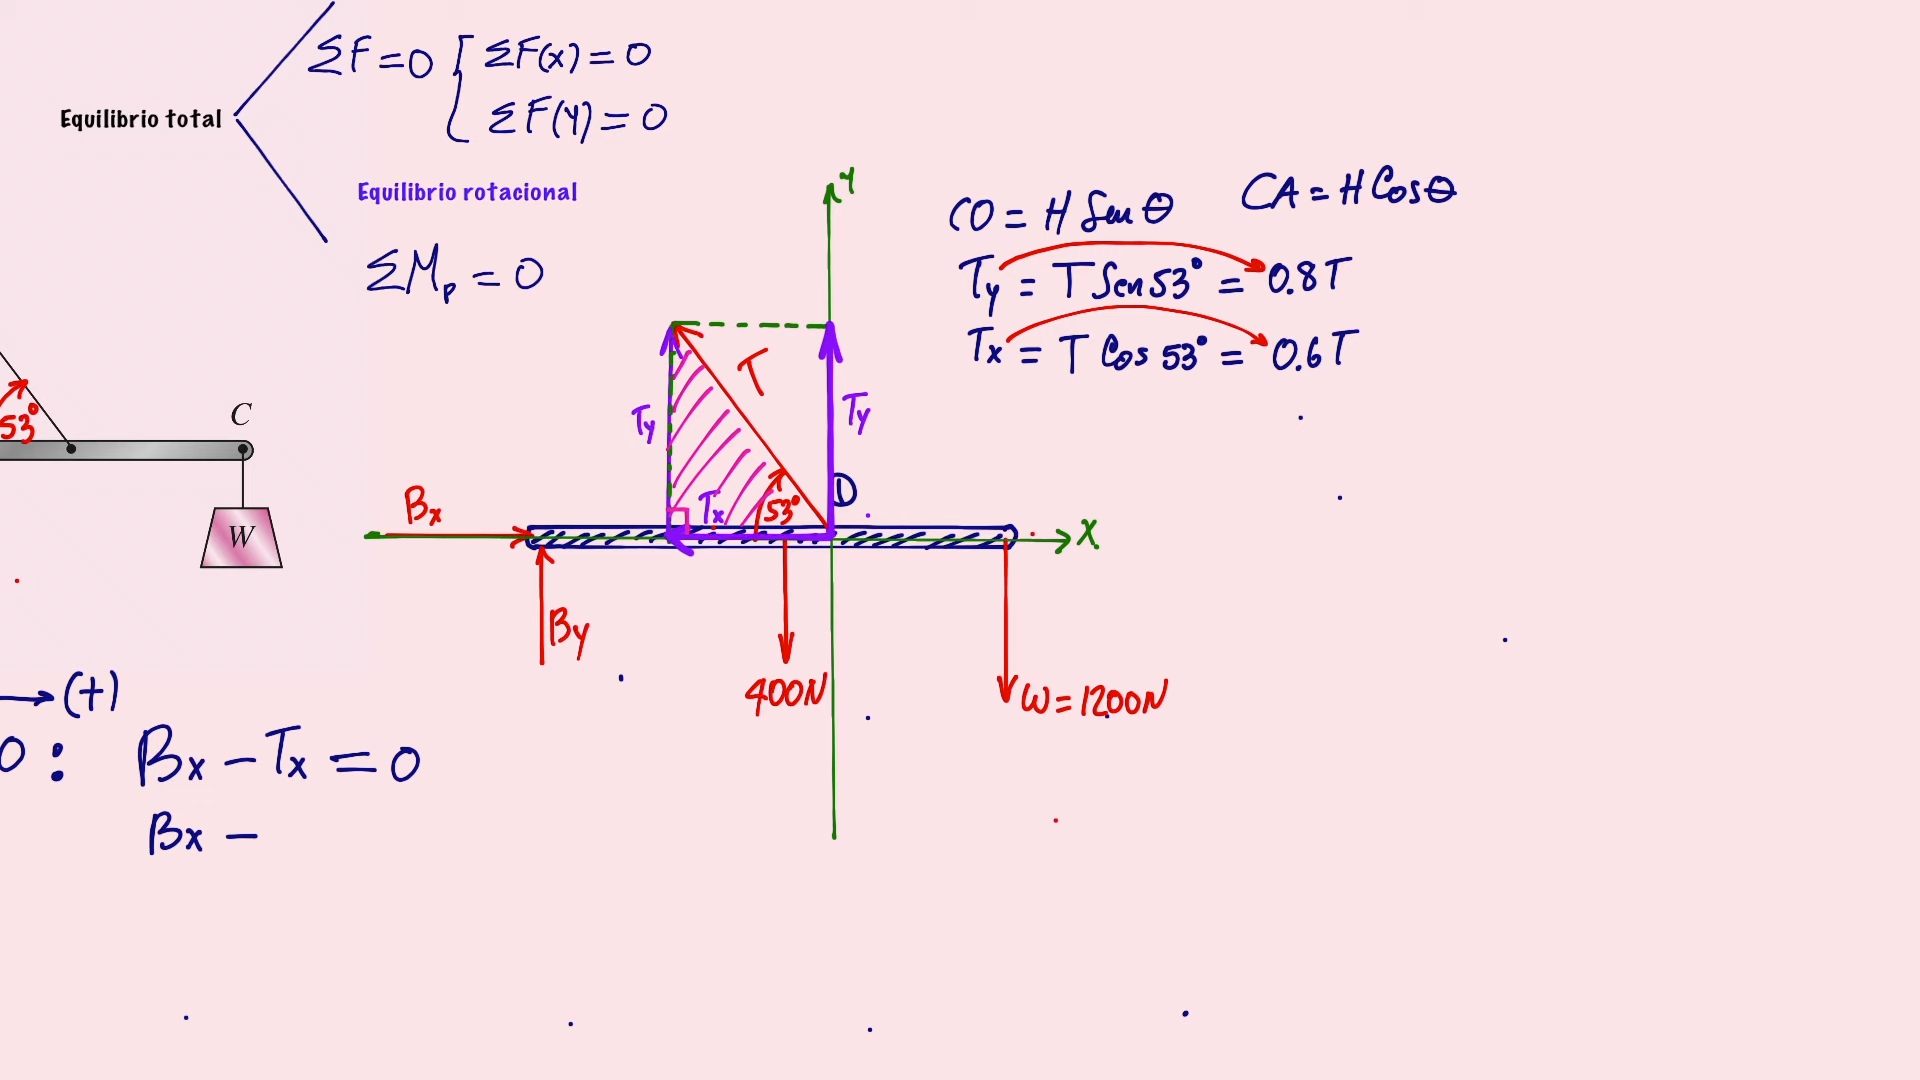 ΣF=0 { ΣF(x)=0
ΣF(y)=0
Equilibrio total
Equilibrio rotacional
ΣMp = 0
Y
CO = H Sen θ
CA = H Cos θ
Ty = T Sen 53° = 0.8 T
Tx = T Cos 53° = 0.6 T
T
Ty
Ty
53°
C
W
D
Tx
53°
Bx
X
By
400N
W=1200N
(+)
0 : Bx - Tx = 0
Bx -